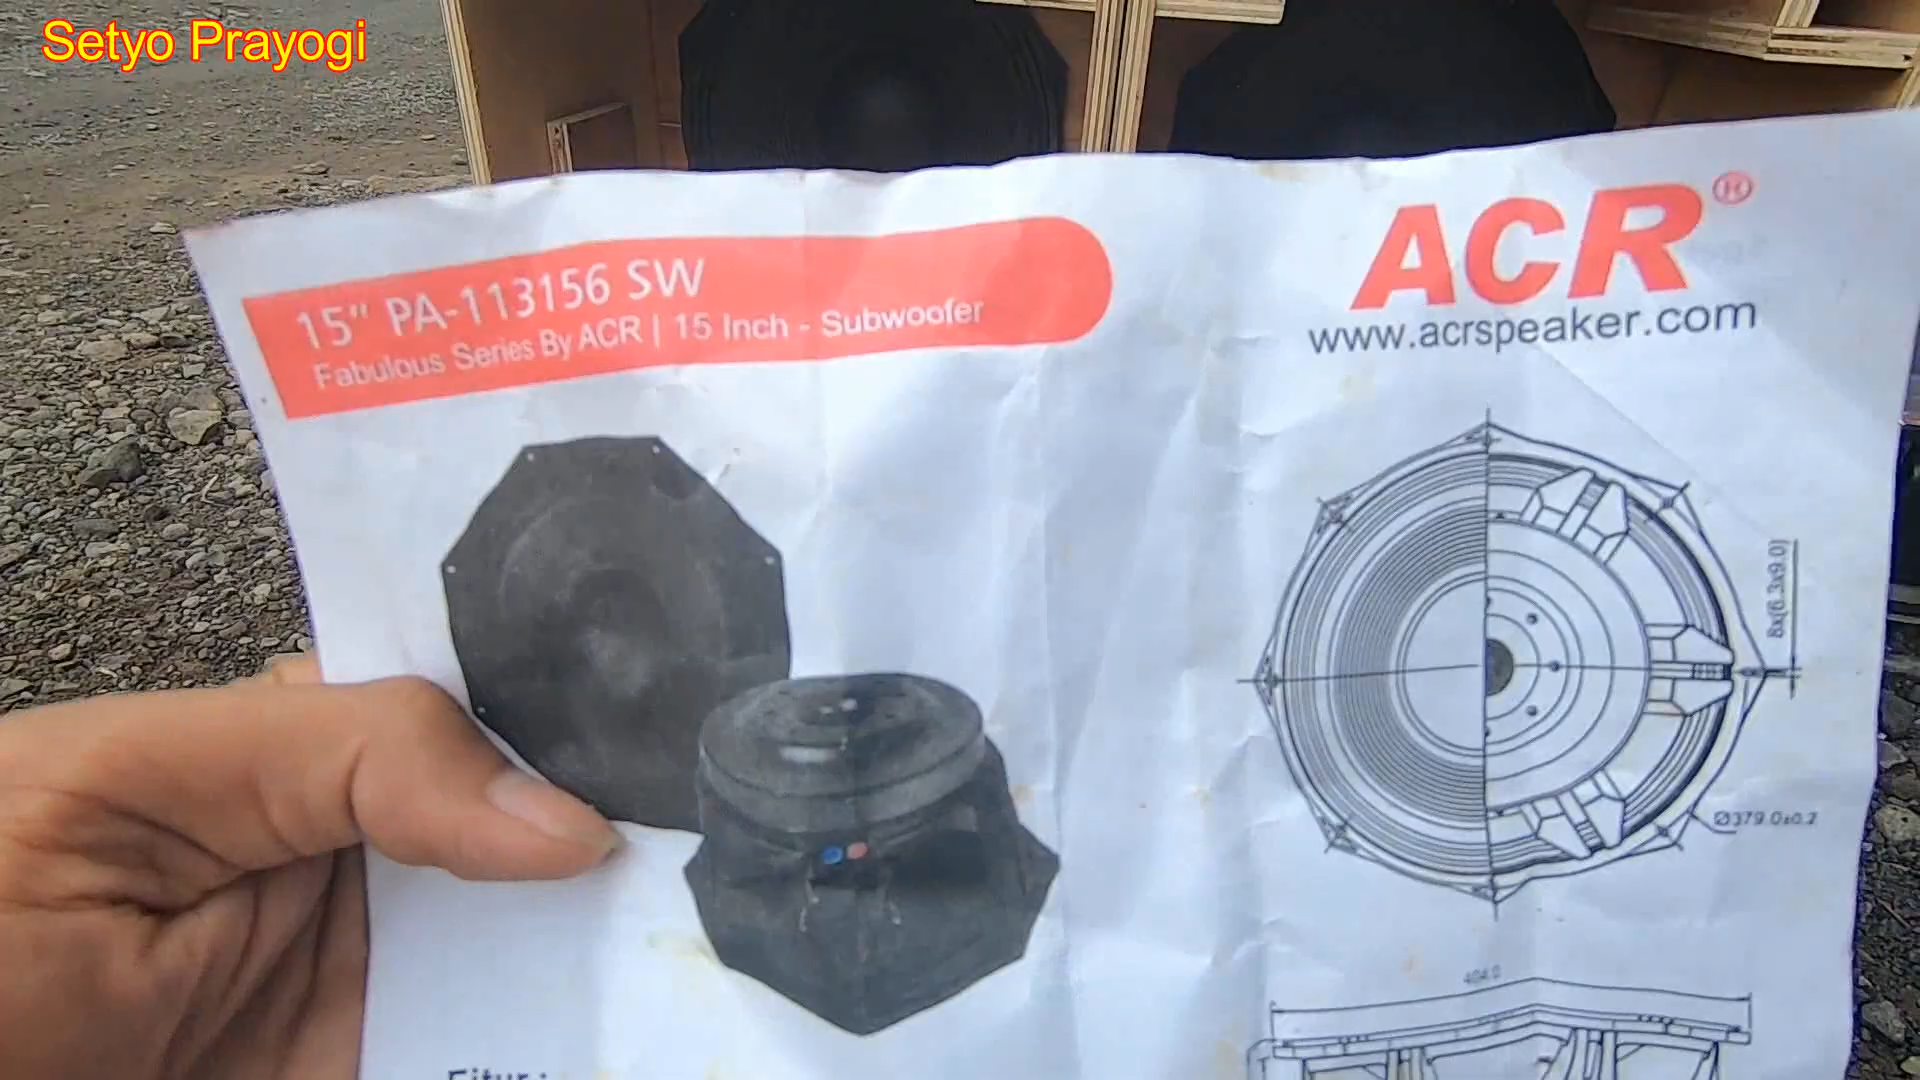 Setyo Prayogi
15" PA-113156 SW
Fabulous Series By ACR | 15 Inch - Subwoofer
ACR®
www.acrspeaker.com
8x(6.3x9.0)
Ø379.0±0.2
404.0
Fitur :